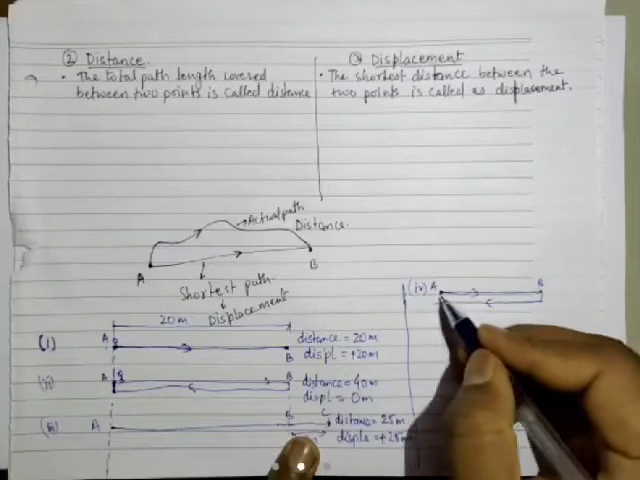 ② Distance.
• The total path length covered
between two points is called distance
③ Displacement
• The shortest distance between the
two points is called as displacement.
Actual path
Distance.
A
B
Shortest path
↓
Displacement
20m
(i) A B distance = 20m
displ = +20m
(ii) A B distance = 40m
displ = 0m
(iii) A B C distance = 25m
displs = +25m
(iv) A B